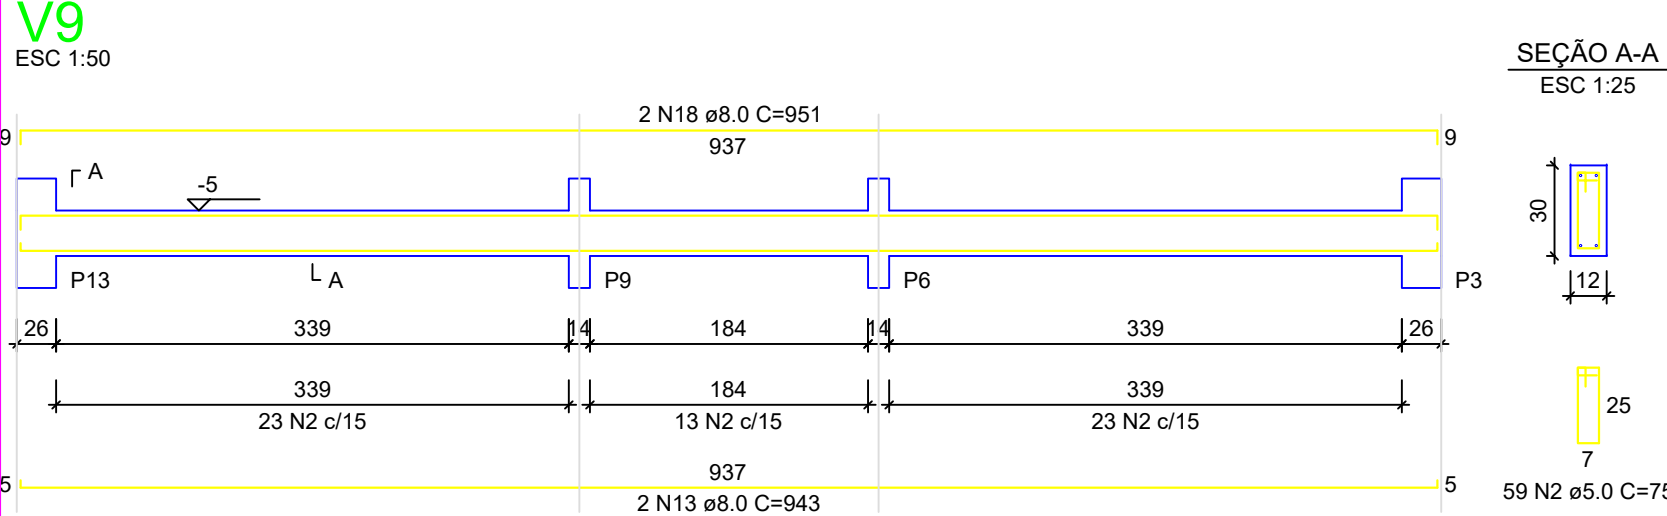 V9
ESC 1:50
SEÇÃO A-A
ESC 1:25
2 N18 ø8.0 C=951
9 937 9
A
-5
30
P13 A P9 P6 P3
12
26 339 14 184 14 339 26
339 184 339
23 N2 c/15 13 N2 c/15 23 N2 c/15
25
7
937
5 5
2 N13 ø8.0 C=943
59 N2 ø5.0 C=75